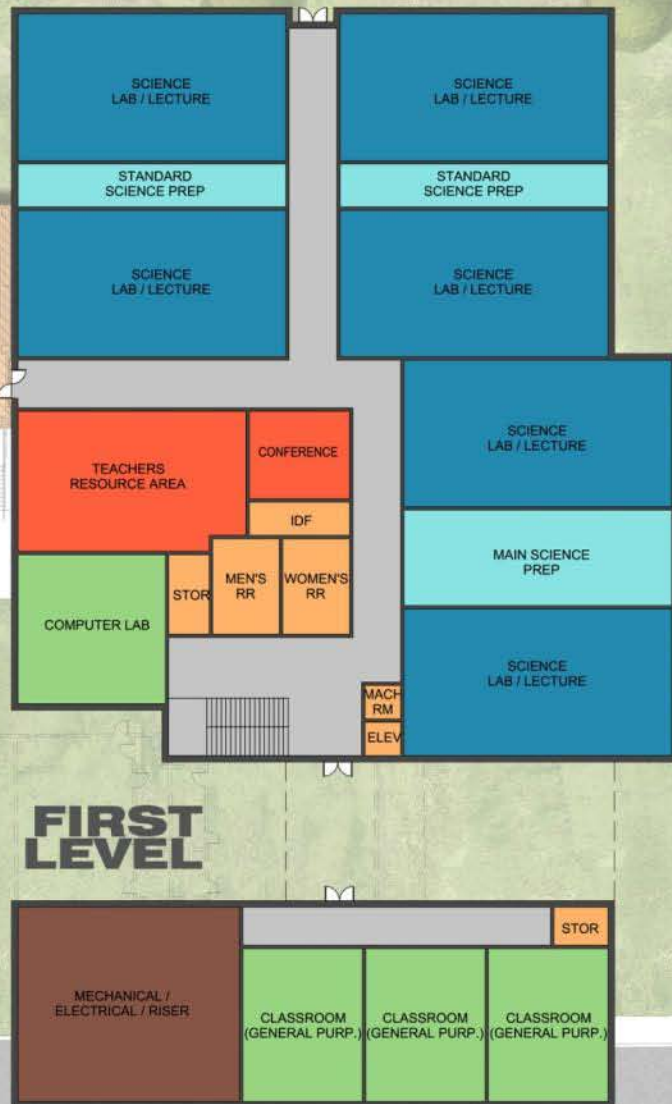 SCIENCE
LAB / LECTURE
SCIENCE
LAB / LECTURE
STANDARD
SCIENCE PREP
STANDARD
SCIENCE PREP
SCIENCE
LAB / LECTURE
SCIENCE
LAB / LECTURE
TEACHERS
RESOURCE AREA
CONFERENCE
SCIENCE
LAB / LECTURE
IDF
MAIN SCIENCE
PREP
COMPUTER LAB
STOR
MEN'S
RR
WOMEN'S
RR
SCIENCE
LAB / LECTURE
MACH
RM
ELEV
FIRST
LEVEL
STOR
MECHANICAL /
ELECTRICAL / RISER
CLASSROOM
(GENERAL PURP.)
CLASSROOM
(GENERAL PURP.)
CLASSROOM
(GENERAL PURP.)